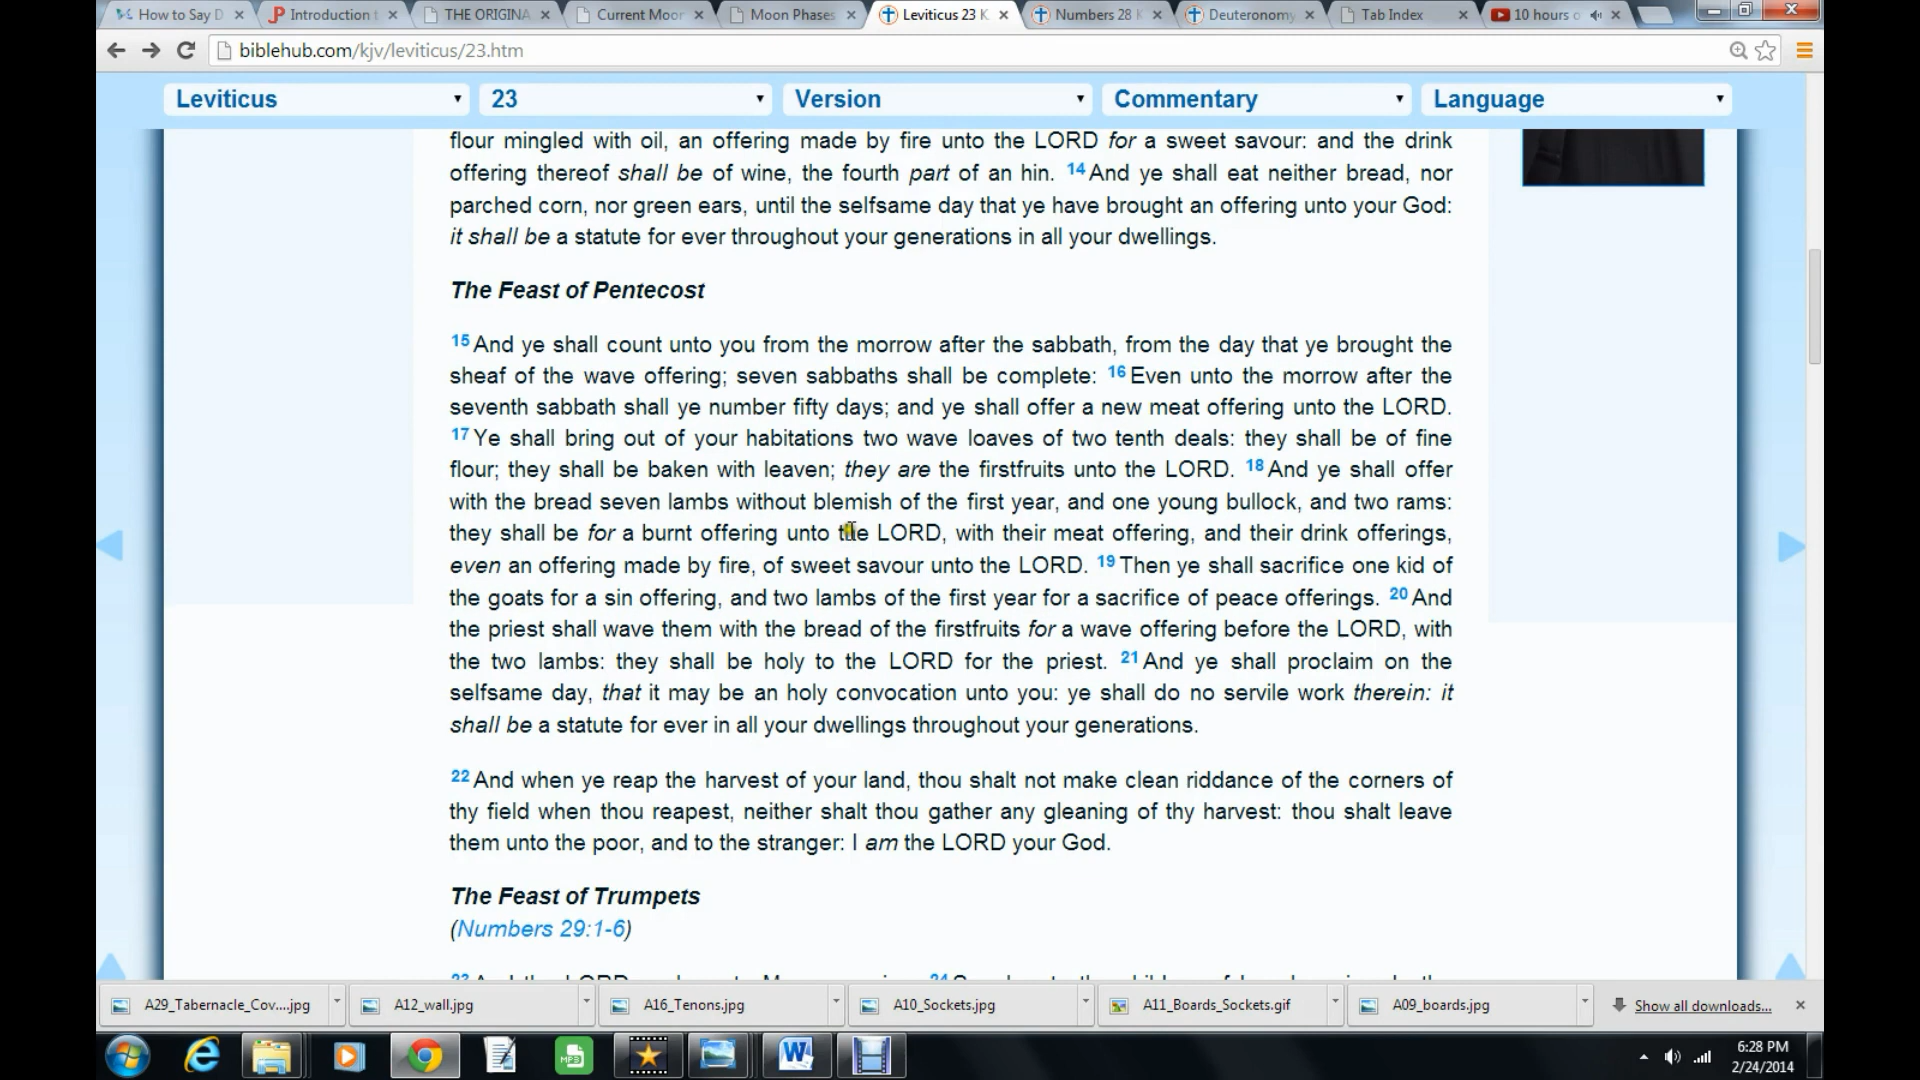 How to Say D
Introduction t
THE ORIGINA
Current Moor
Moon Phases
Leviticus 23 K
Numbers 28 K
Deuteronomy
Tab Index
10 hours o
biblehub.com/kjv/leviticus/23.htm
Leviticus 23 Version Commentary Language
flour mingled with oil, an offering made by fire unto the LORD for a sweet savour: and the drink
offering thereof shall be of wine, the fourth part of an hin. 14 And ye shall eat neither bread, nor
parched corn, nor green ears, until the selfsame day that ye have brought an offering unto your God:
it shall be a statute for ever throughout your generations in all your dwellings.
The Feast of Pentecost
15 And ye shall count unto you from the morrow after the sabbath, from the day that ye brought the
sheaf of the wave offering; seven sabbaths shall be complete: 16 Even unto the morrow after the
seventh sabbath shall ye number fifty days; and ye shall offer a new meat offering unto the LORD.
17 Ye shall bring out of your habitations two wave loaves of two tenth deals: they shall be of fine
flour; they shall be baken with leaven; they are the firstfruits unto the LORD. 18 And ye shall offer
with the bread seven lambs without blemish of the first year, and one young bullock, and two rams:
they shall be for a burnt offering unto the LORD, with their meat offering, and their drink offerings,
even an offering made by fire, of sweet savour unto the LORD. 19 Then ye shall sacrifice one kid of
the goats for a sin offering, and two lambs of the first year for a sacrifice of peace offerings. 20 And
the priest shall wave them with the bread of the firstfruits for a wave offering before the LORD, with
the two lambs: they shall be holy to the LORD for the priest. 21 And ye shall proclaim on the
selfsame day, that it may be an holy convocation unto you: ye shall do no servile work therein: it
shall be a statute for ever in all your dwellings throughout your generations.
22 And when ye reap the harvest of your land, thou shalt not make clean riddance of the corners of
thy field when thou reapest, neither shalt thou gather any gleaning of thy harvest: thou shalt leave
them unto the poor, and to the stranger: I am the LORD your God.
The Feast of Trumpets
(Numbers 29:1-6)
A29_Tabernacle_Cov....jpg
A12_wall.jpg
A16_Tenons.jpg
A10_Sockets.jpg
A11_Boards_Sockets.gif
A09_boards.jpg
Show all downloads...
MP3
6:28 PM
2/24/2014